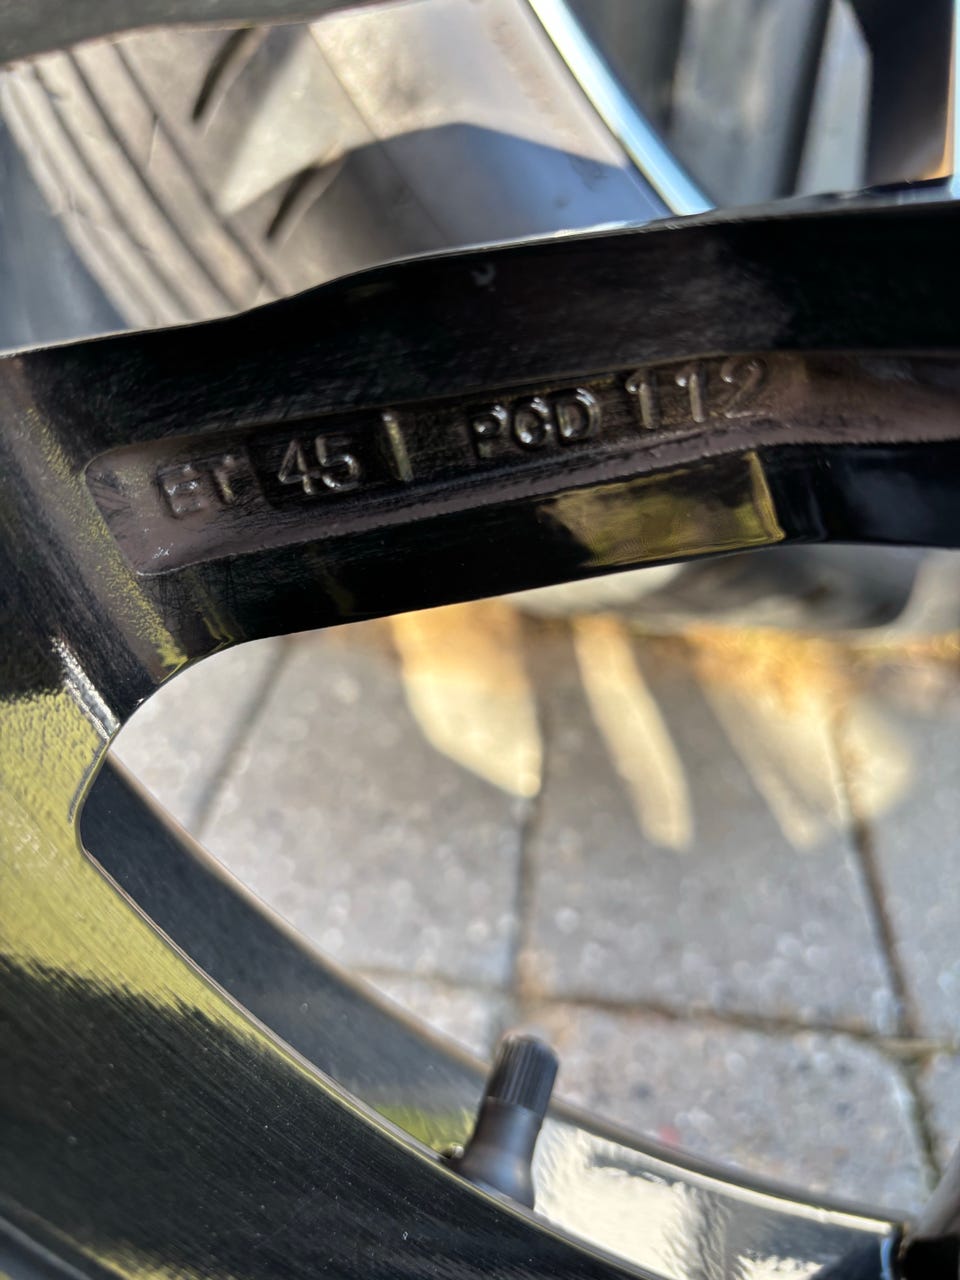 ET 45 | PCD 112